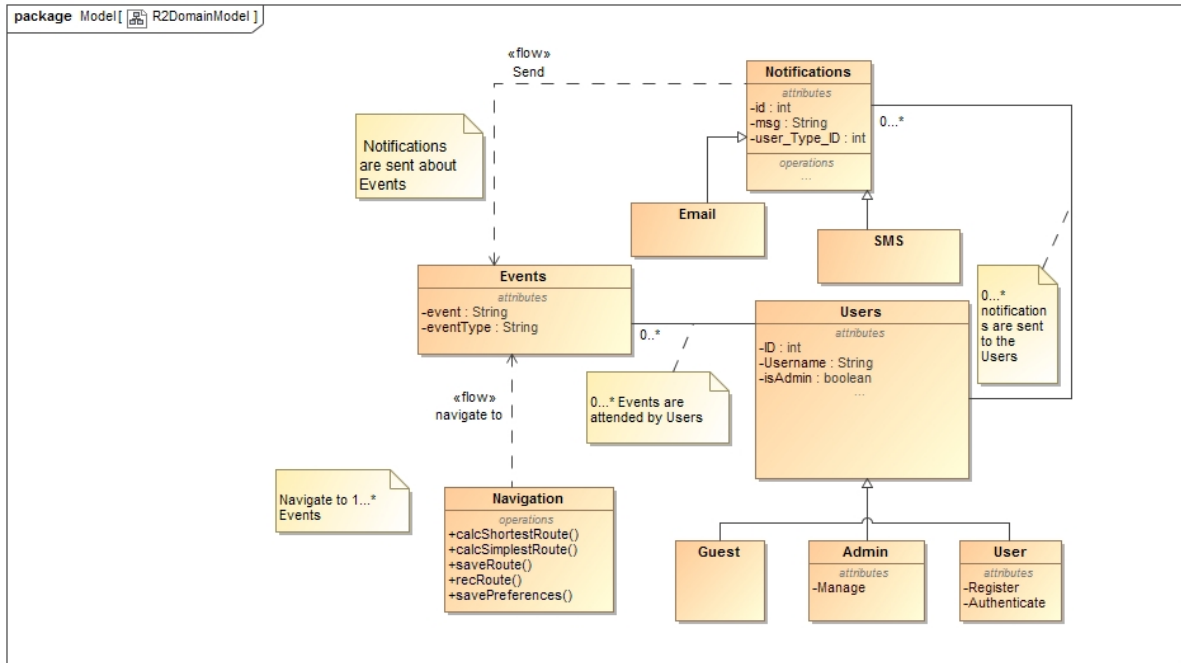 package Model[ R2DomainModel ]
«flow»
Send
Notifications
attributes
-id : int
-msg : String
-user_Type_ID : int
operations
...
0...*
Notifications
are sent about
Events
Email
SMS
Events
attributes
-event : String
-eventType : String
0..*
Users
attributes
-ID : int
-Username : String
-isAdmin : boolean
...
0...*
notification
s are sent
to the
Users
0...* Events are
attended by Users
«flow»
navigate to
Navigate to 1...*
Events
Navigation
operations
+calcShortestRoute()
+calcSimplestRoute()
+saveRoute()
+recRoute()
+savePreferences()
Guest
Admin
attributes
-Manage
User
attributes
-Register
-Authenticate